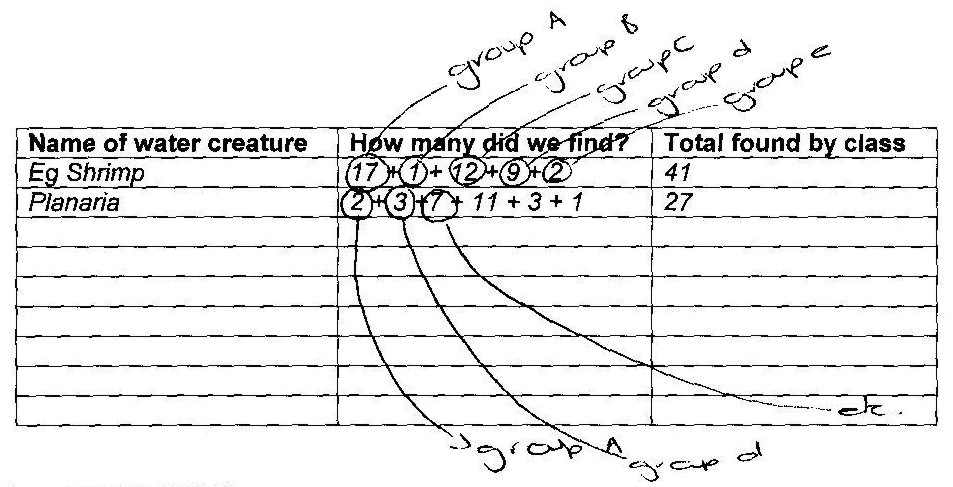 group A
group B
group C
group d
group e
Name of water creature How many did we find? Total found by class
Eg Shrimp 17 + 1 + 12 + 9 + 2 41
Planaria 2 + 3 + 7 + 11 + 3 + 1 27
etc.
group A
group d